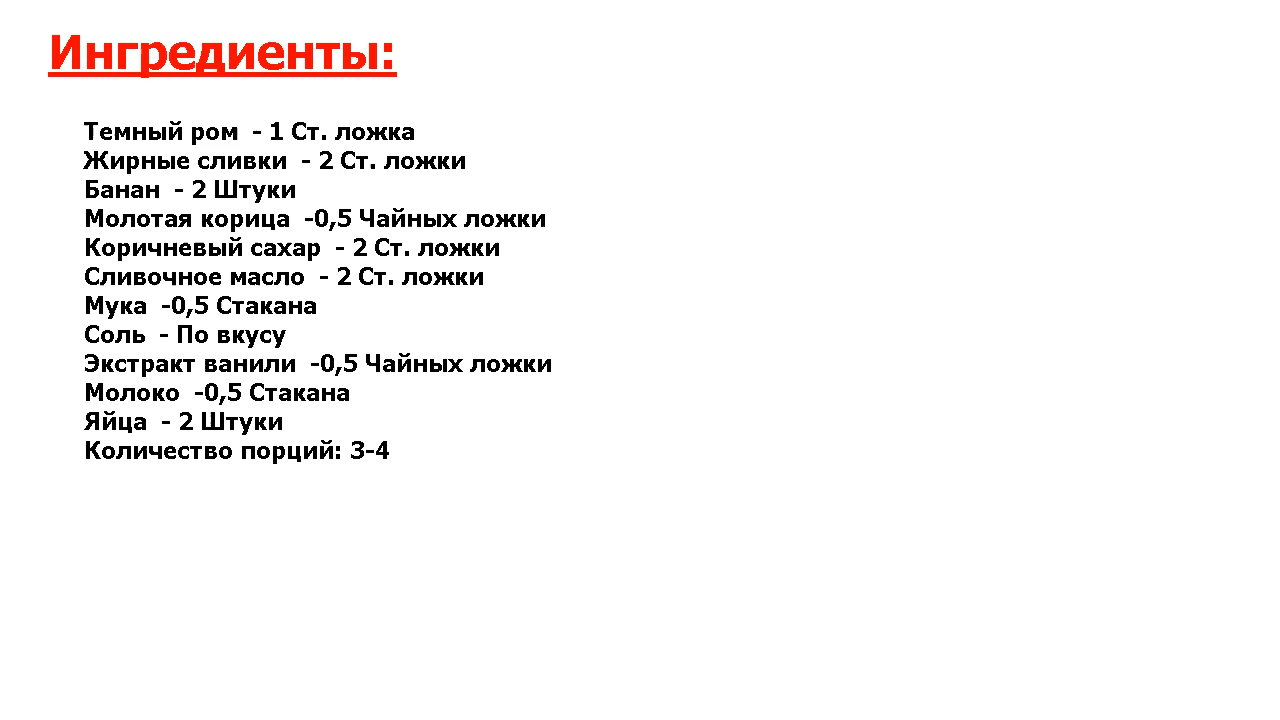 Ингредиенты:
Темный ром  - 1 Ст. ложка
Жирные сливки  - 2 Ст. ложки
Банан  - 2 Штуки
Молотая корица  -0,5 Чайных ложки
Коричневый сахар  - 2 Ст. ложки
Сливочное масло  - 2 Ст. ложки
Мука  -0,5 Стакана
Соль  - По вкусу
Экстракт ванили  -0,5 Чайных ложки
Молоко  -0,5 Стакана
Яйца  - 2 Штуки
Количество порций: 3-4